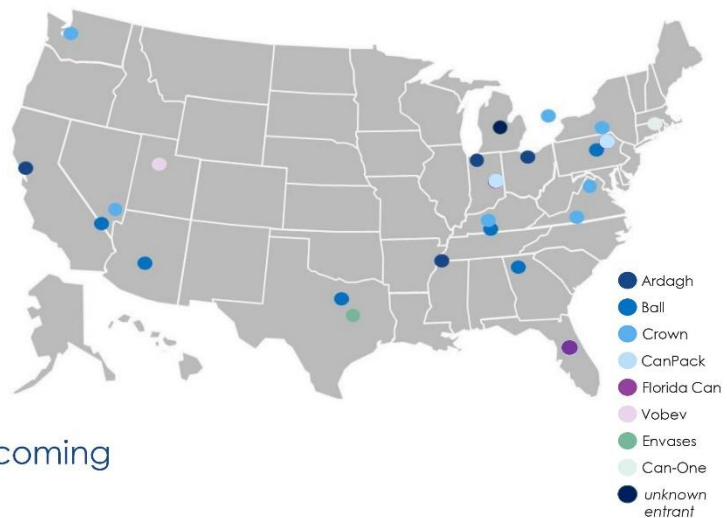 Ardagh
Ball
Crown
CanPack
Florida Can
Vobev
Envases
Can-One
unknown
entrant
coming